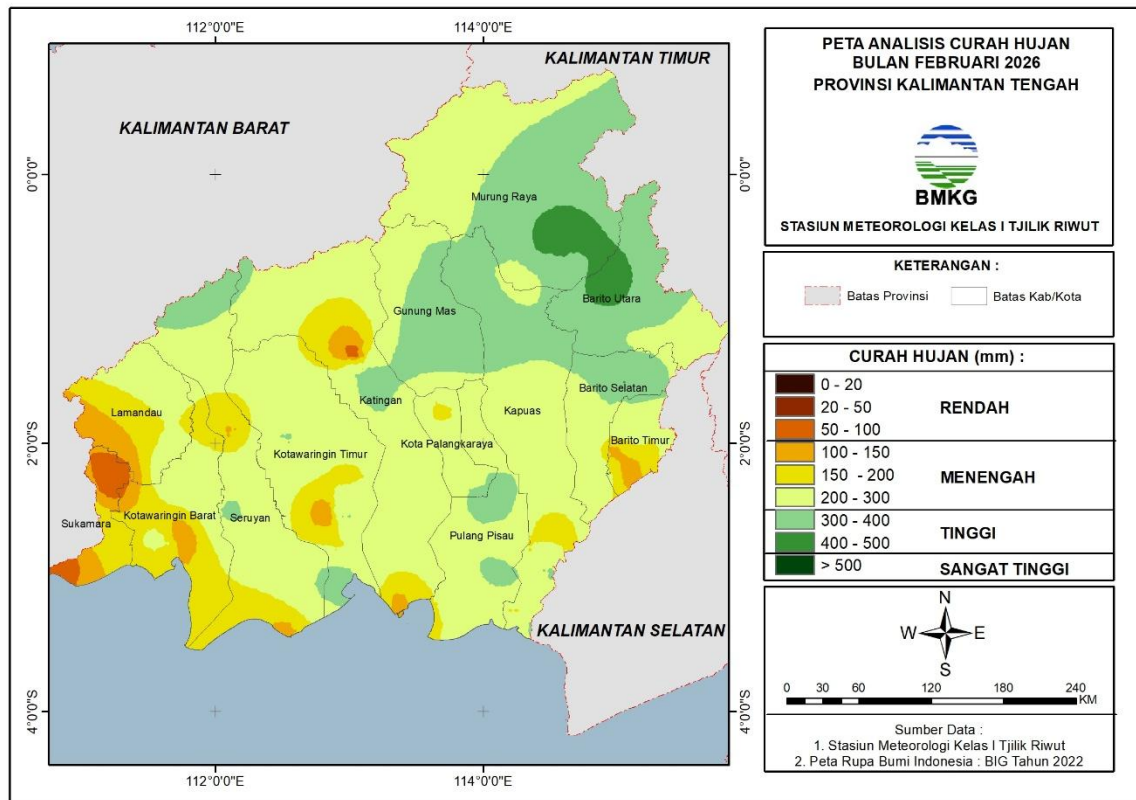 112°0'0"E
114°0'0"E
KALIMANTAN TIMUR
KALIMANTAN BARAT
0°0'0"
0°0'0"
Murung Raya
Barito Utara
Gunung Mas
Barito Selatan
Katingan
Kapuas
Lamandau
Kota Palangkaraya
Barito Timur
2°0'0"S
2°0'0"S
Kotawaringin Timur
Sukamara
Kotawaringin Barat
Seruyan
Pulang Pisau
KALIMANTAN SELATAN
4°0'0"S
4°0'0"S
112°0'0"E
114°0'0"E
PETA ANALISIS CURAH HUJAN
BULAN FEBRUARI 2026
PROVINSI KALIMANTAN TENGAH
BMKG
STASIUN METEOROLOGI KELAS I TJILIK RIWUT
KETERANGAN :
Batas Provinsi
Batas Kab/Kota
CURAH HUJAN (mm) :
0 - 20
20 - 50
RENDAH
50 - 100
100 - 150
150 - 200
MENENGAH
200 - 300
300 - 400
400 - 500
TINGGI
> 500
SANGAT TINGGI
N
W E
S
0 30 60 120 180 240
KM
Sumber Data :
1. Stasiun Meteorologi Kelas I Tjilik Riwut
2. Peta Rupa Bumi Indonesia : BIG Tahun 2022